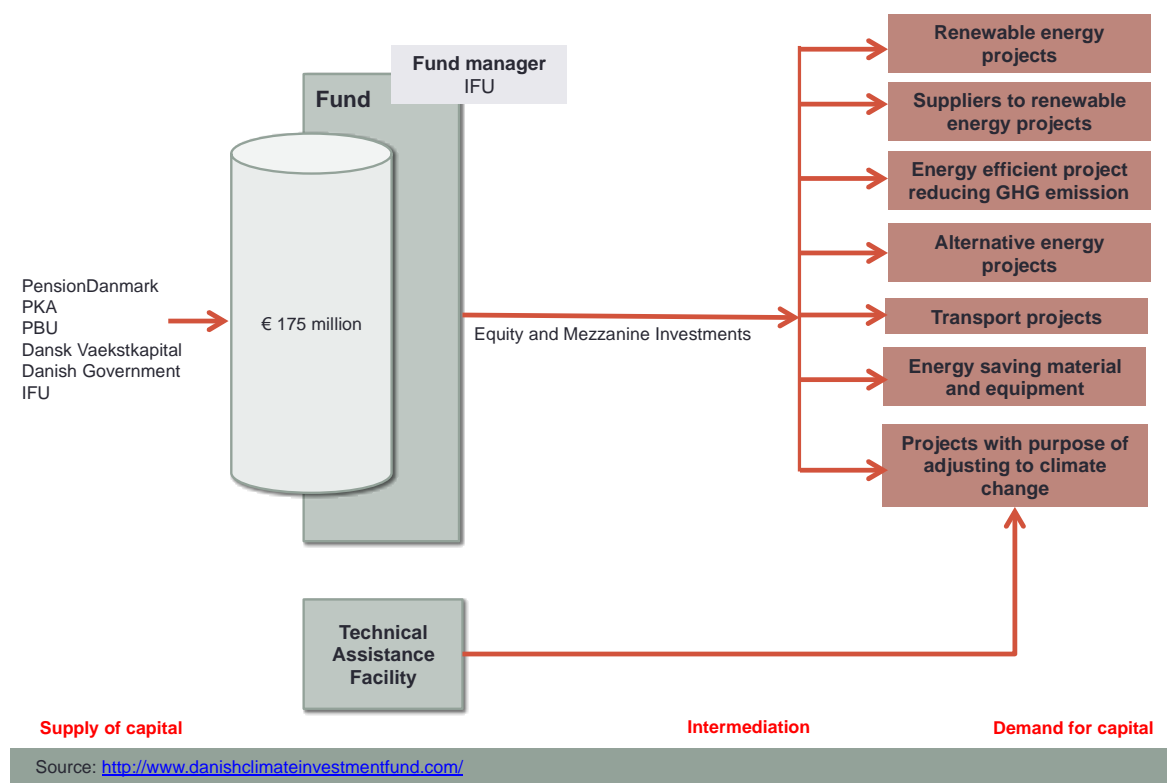 Fund manager
IFU
Fund
PensionDanmark
PKA
PBU
Dansk Vaekstkapital
Danish Government
IFU
€ 175 million
Equity and Mezzanine Investments
Renewable energy
projects
Suppliers to renewable
energy projects
Energy efficient project
reducing GHG emission
Alternative energy
projects
Transport projects
Energy saving material
and equipment
Projects with purpose of
adjusting to climate
change
Technical
Assistance
Facility
Supply of capital
Intermediation
Demand for capital
Source: http://www.danishclimateinvestmentfund.com/